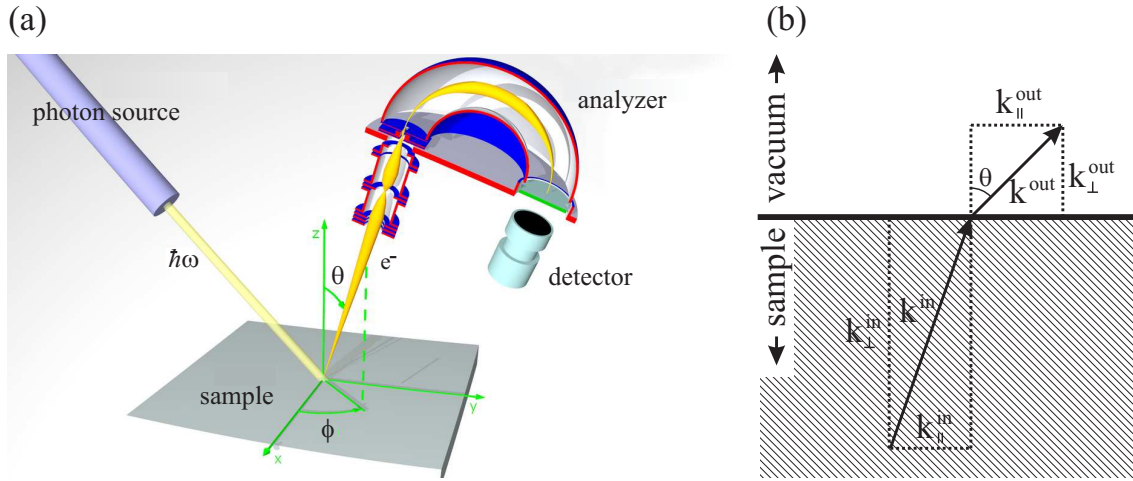 (a)
photon source
analyzer
detector
ħω
z
θ
e⁻
sample
y
ϕ
x
(b)
vacuum
sample
k∥ᵒᵘᵗ
θ
kᵒᵘᵗ
k⊥ᵒᵘᵗ
k⊥ⁱⁿ
kⁱⁿ
k∥ⁱⁿ